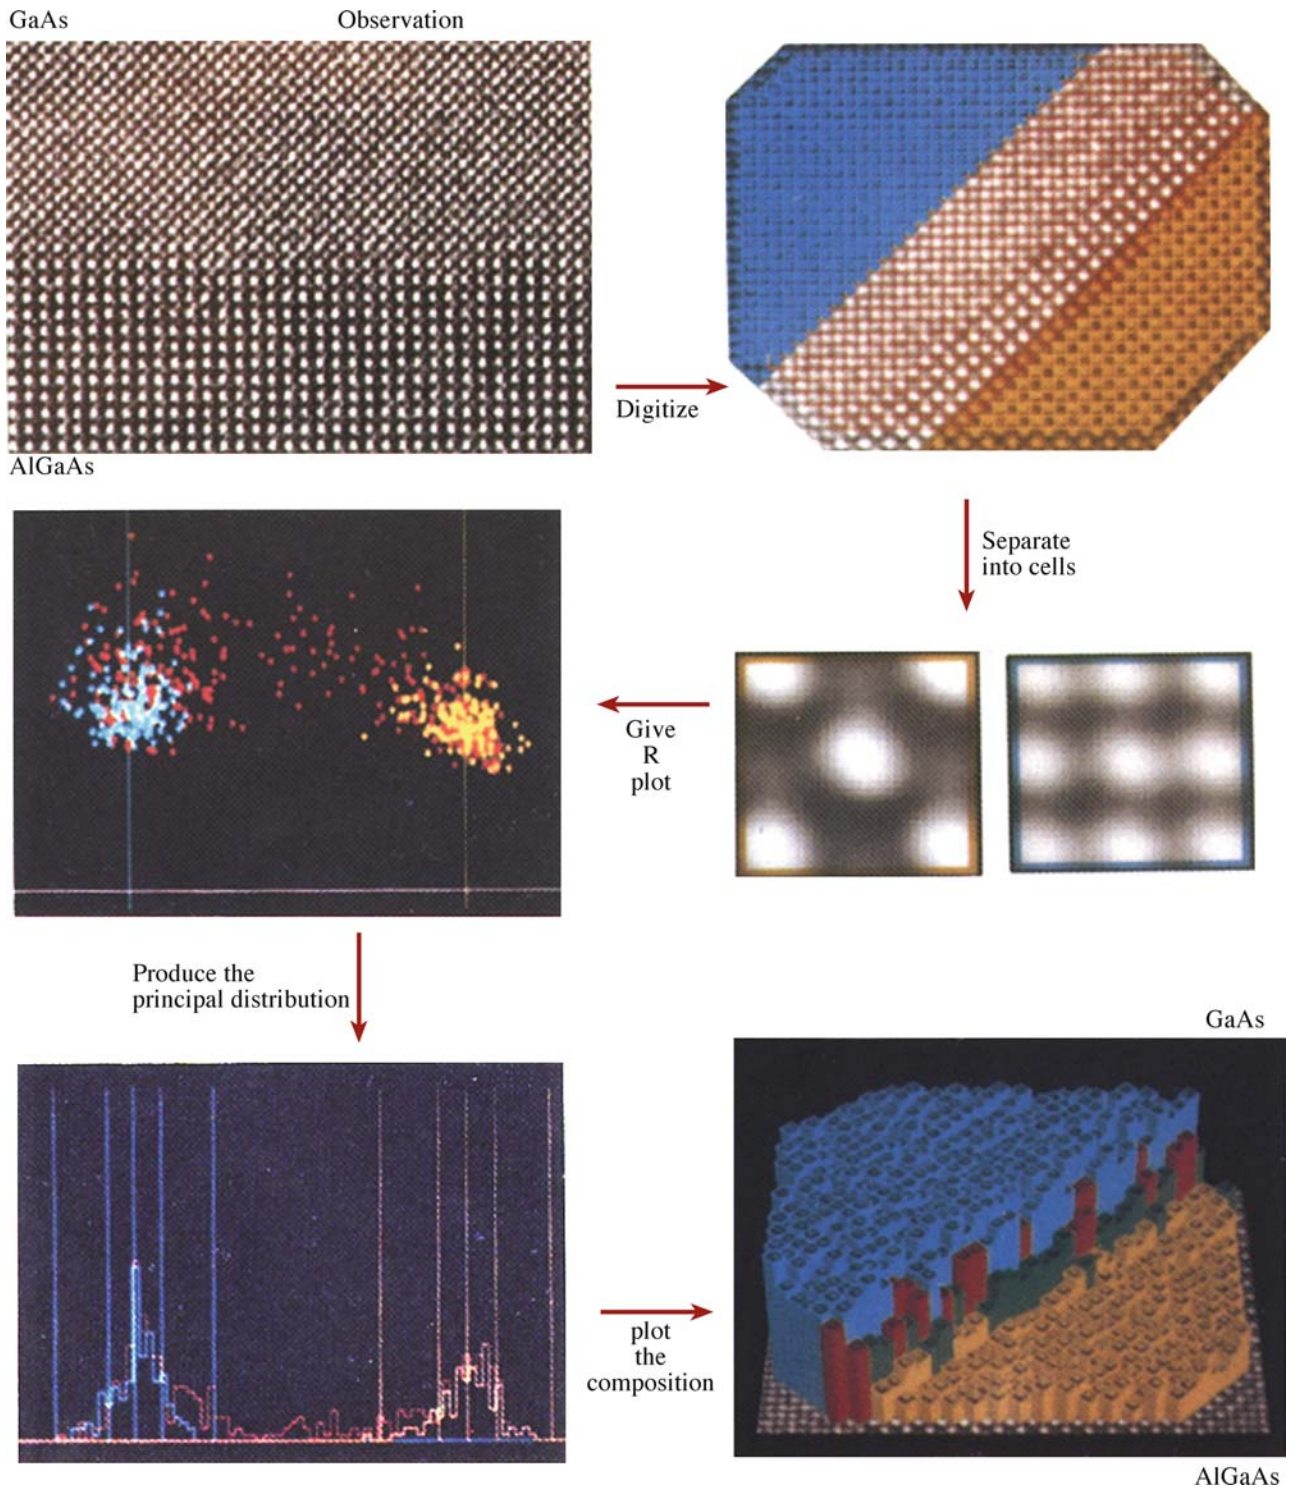 GaAs
Observation
AlGaAs
Digitize
Separate
into cells
Give
R
plot
Produce the
principal distribution
plot
the
composition
GaAs
AlGaAs